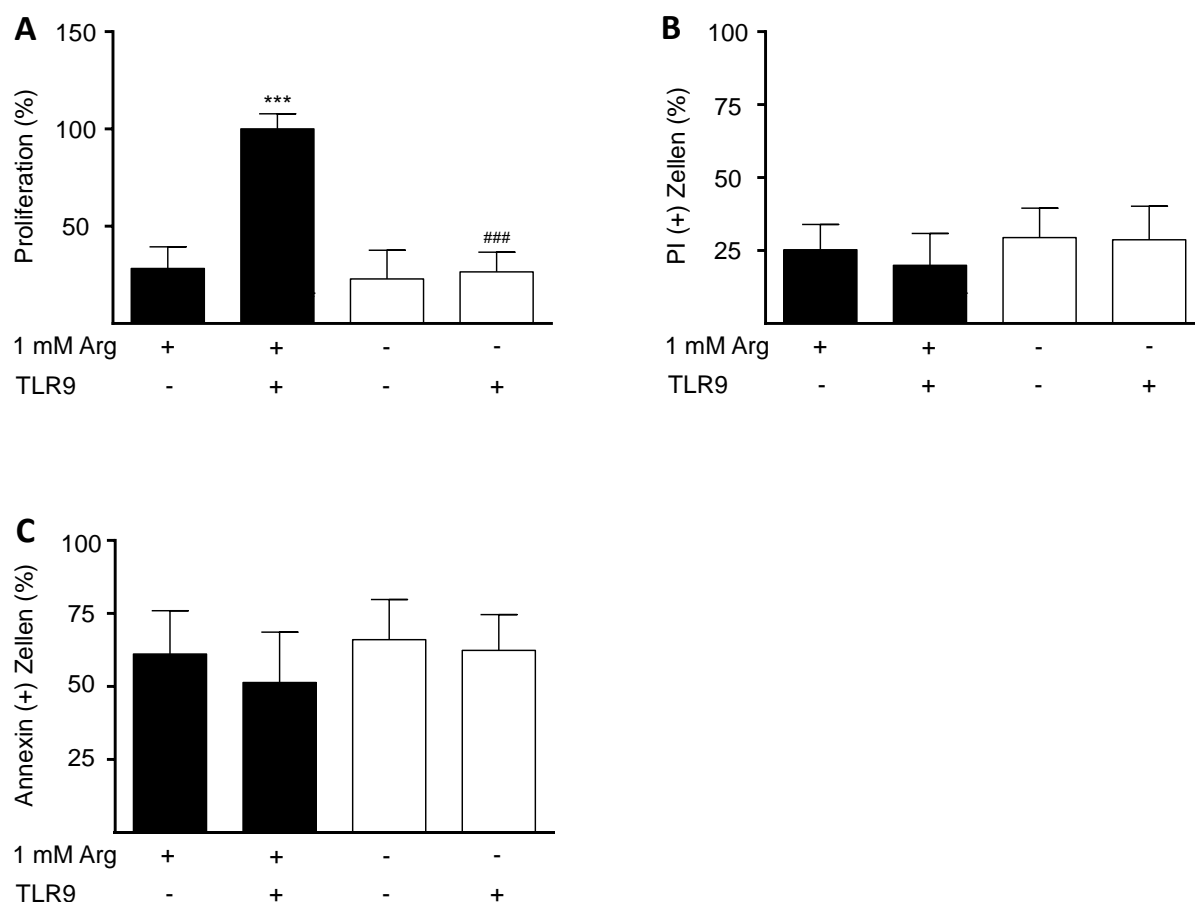 A
150
100
50
Proliferation (%)
***
###
1 mM Arg + + - -
TLR9 - + - +
B
100
75
50
25
PI (+) Zellen (%)
1 mM Arg + + - -
TLR9 - + - +
C
100
75
50
25
Annexin (+) Zellen (%)
1 mM Arg + + - -
TLR9 - + - +